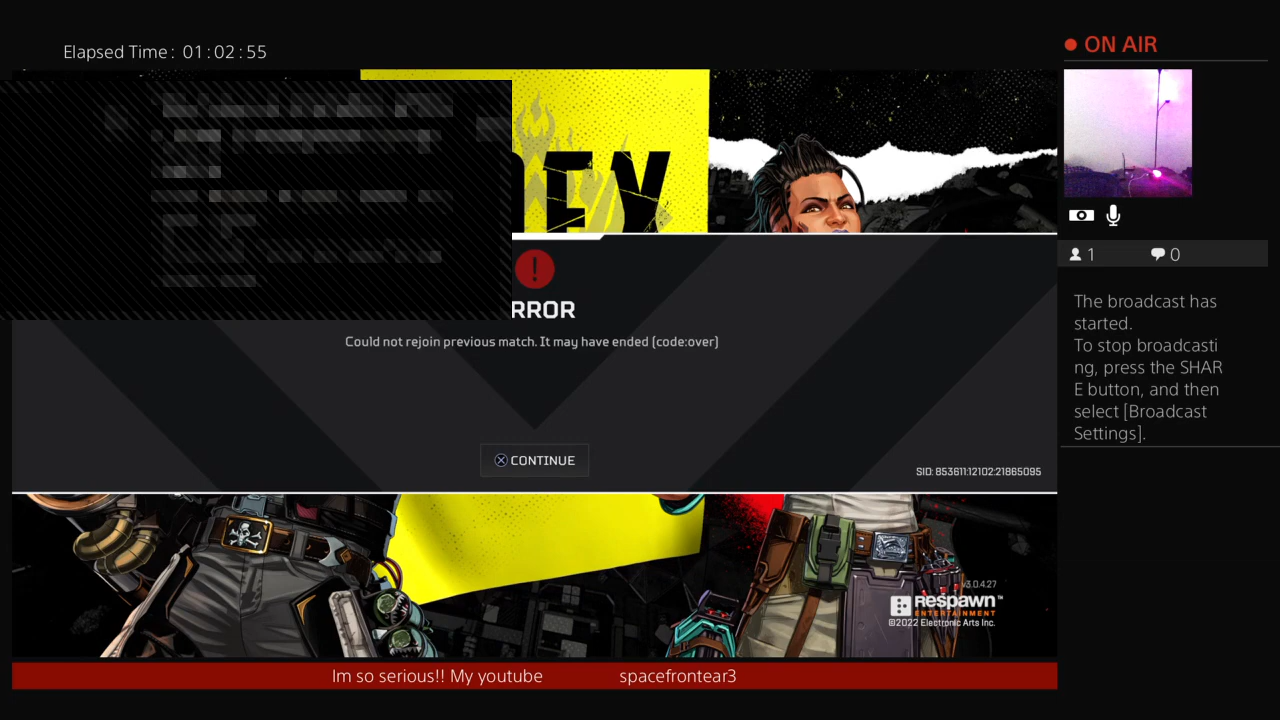 Elapsed Time: 01:02:55
ON AIR
1
0
RROR
Could not rejoin previous match. It may have ended (code:over)
CONTINUE
SID: 853611:12102:21865095
The broadcast has
started.
To stop broadcasti
ng, press the SHAR
E button, and then
select [Broadcast
Settings].
v3.0.4.27
Respawn™
ENTERTAINMENT
©2022 Electronic Arts Inc.
Im so serious!! My youtube spacefrontear3